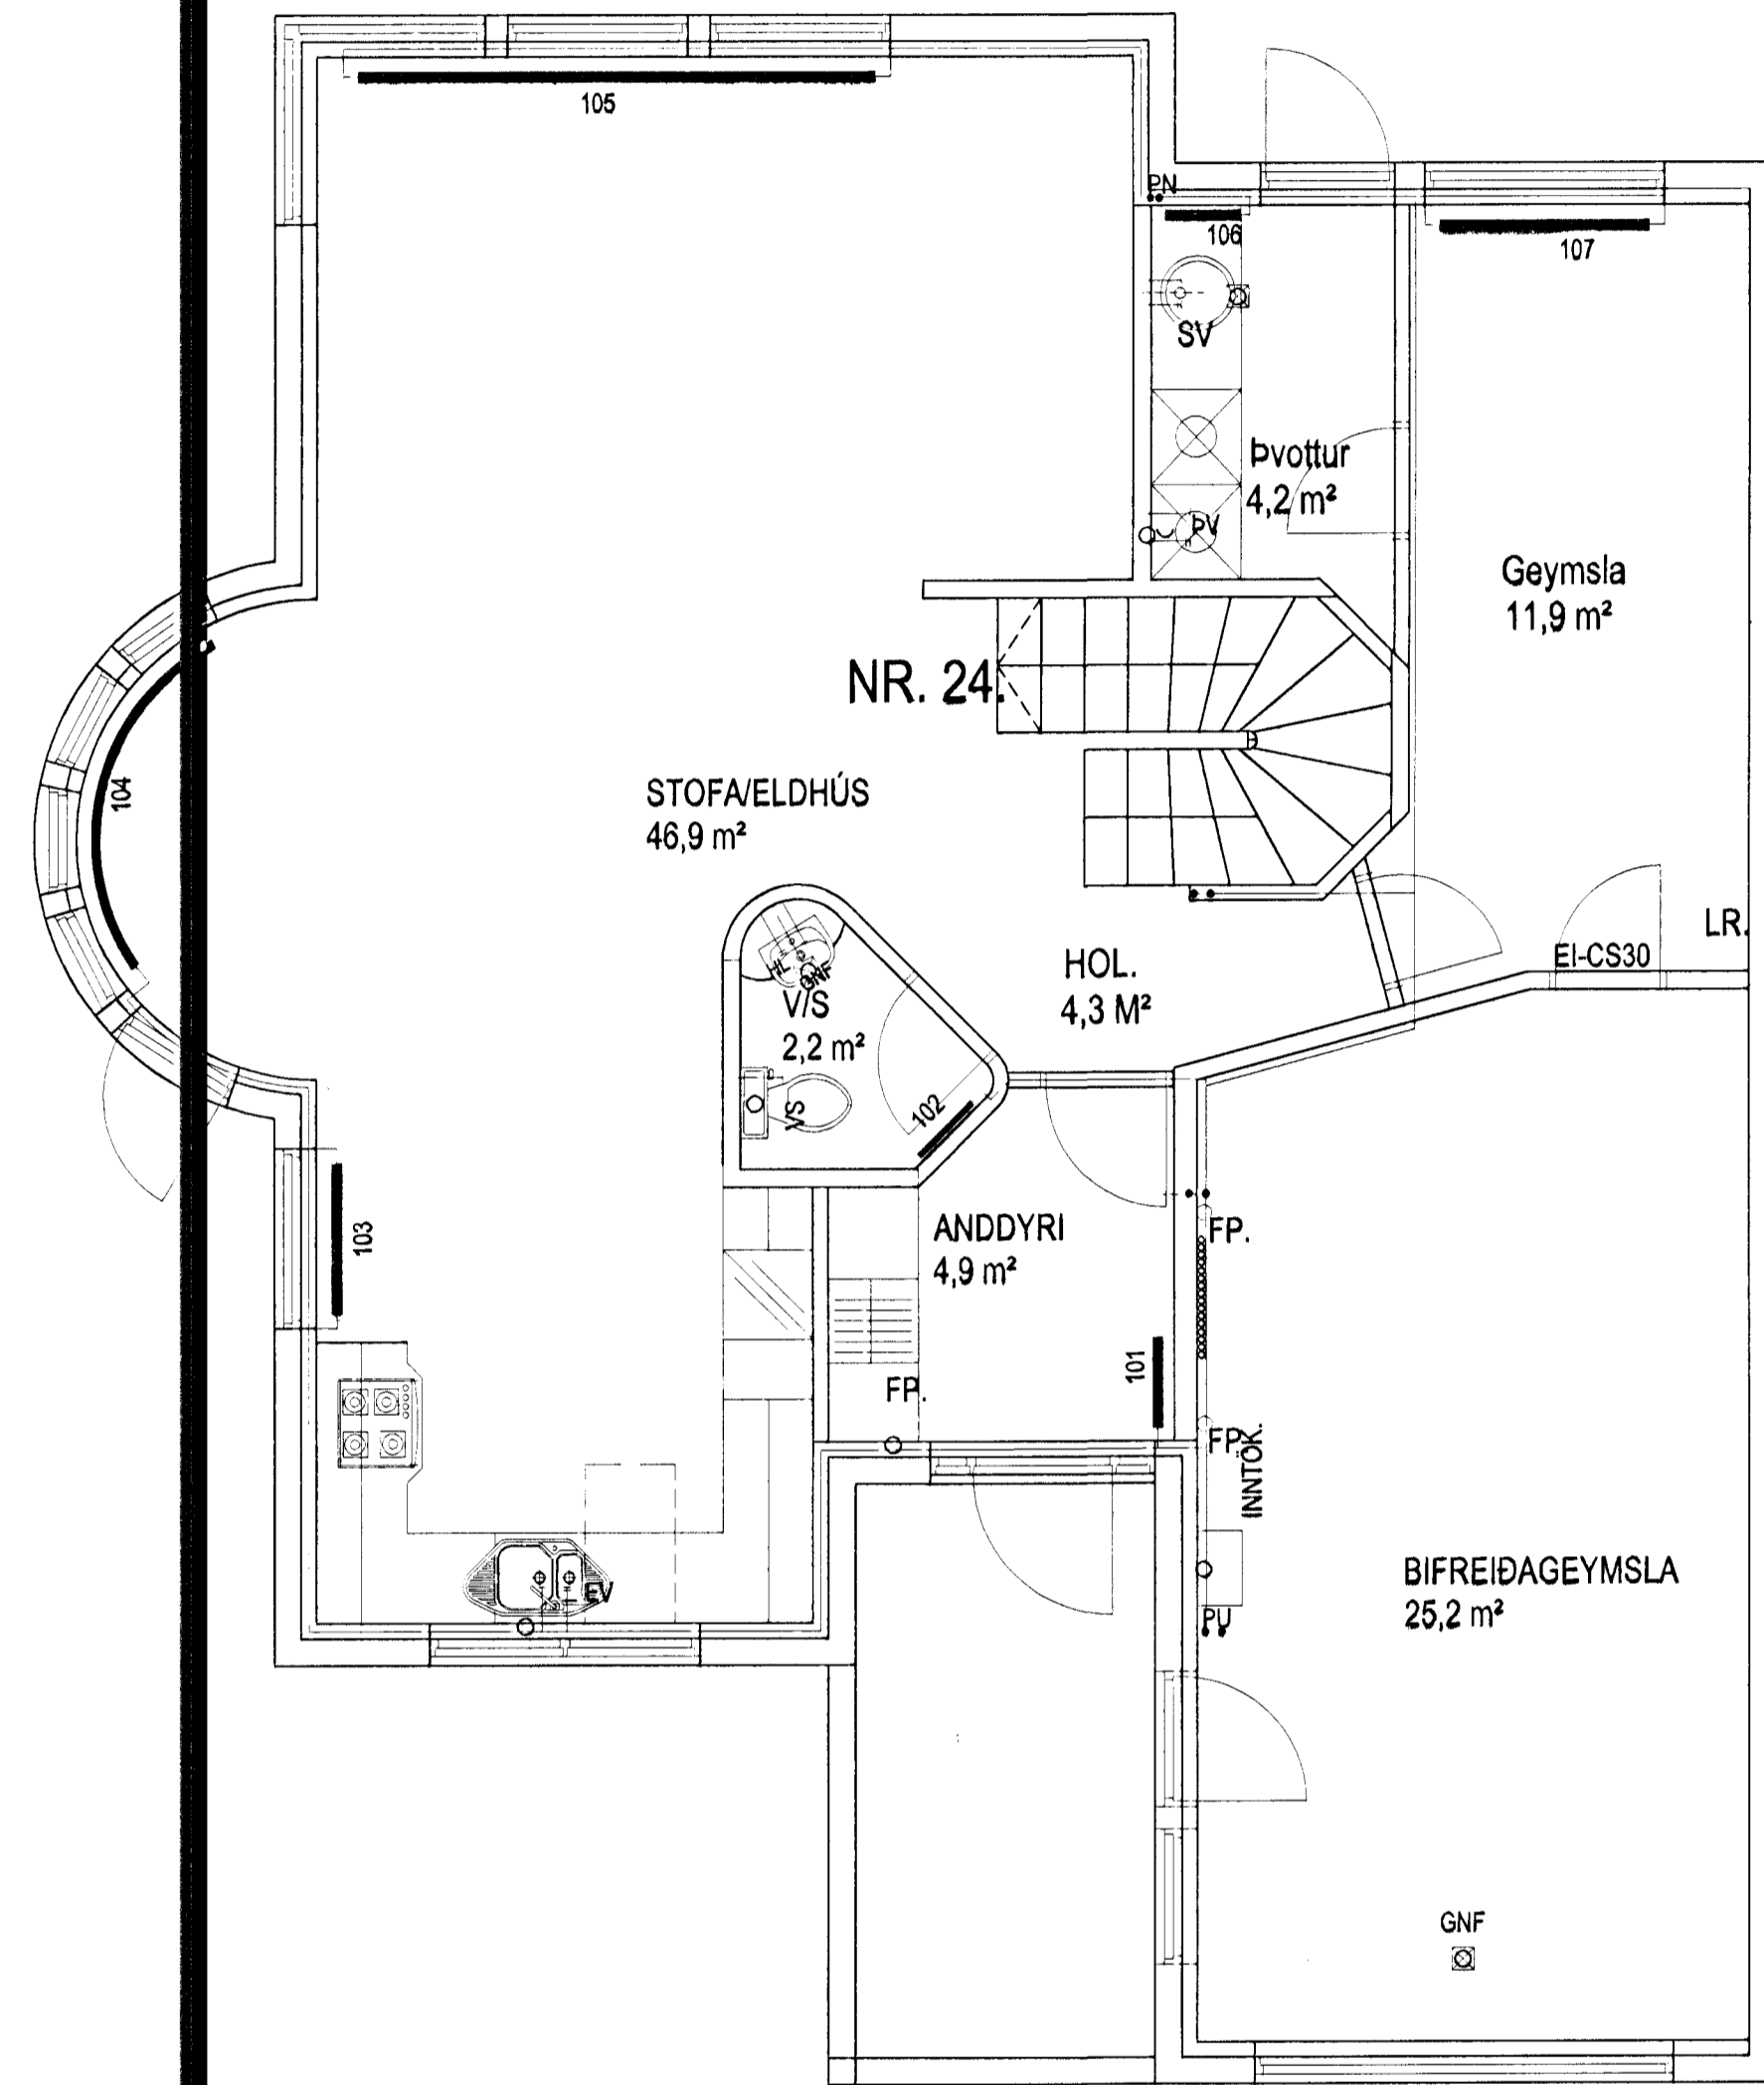 105
PN
106
107
SV
Þvottur
4,2 m²
ÞV
Geymsla
11,9 m²
NR. 24.
104
STOFA/ELDHÚS
46,9 m²
LR.
EI-CS30
HOL.
4,3 M²
HL
GNF
V/S
2,2 m²
VS
102
103
ANDDYRI
4,9 m²
FP.
101
FP.
FP.
INNTÖK.
EV
PU
BIFREIÐAGEYMSLA
25,2 m²
GNF